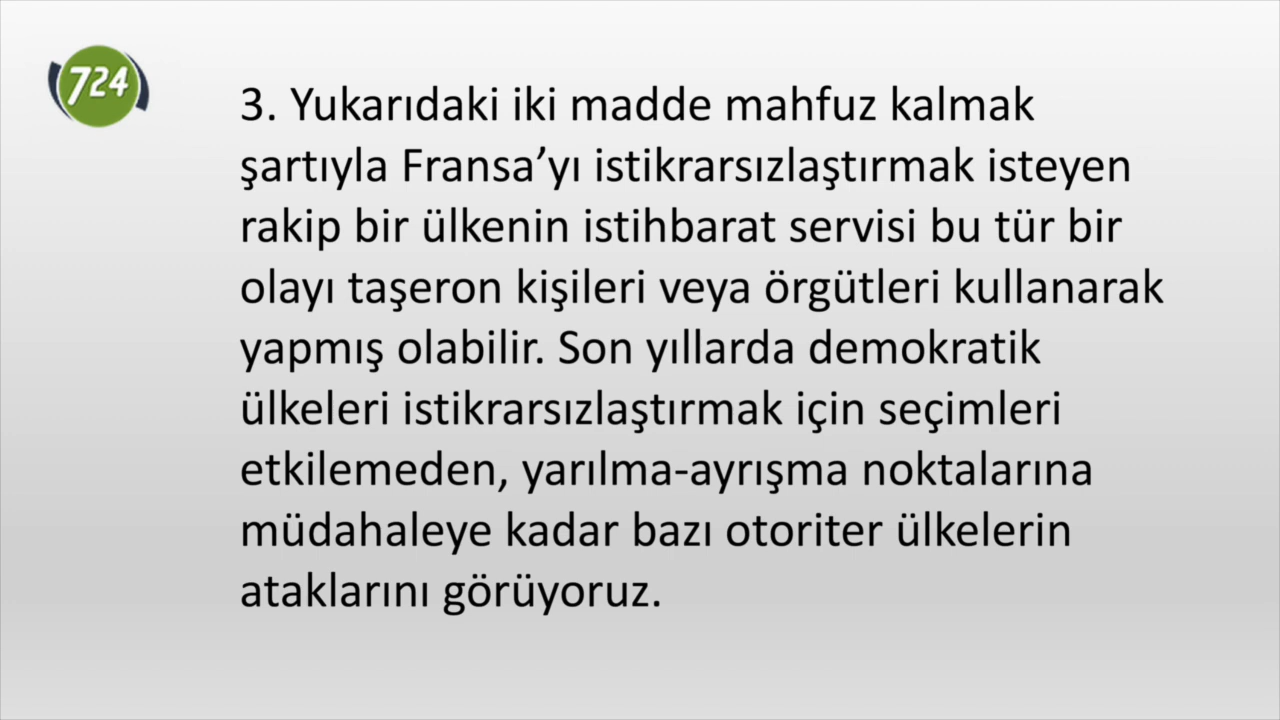 724
3. Yukarıdaki iki madde mahfuz kalmak
şartıyla Fransa’yı istikrarsızlaştırmak isteyen
rakip bir ülkenin istihbarat servisi bu tür bir
olayı taşeron kişileri veya örgütleri kullanarak
yapmış olabilir. Son yıllarda demokratik
ülkeleri istikrarsızlaştırmak için seçimleri
etkilemeden, yarılma-ayrışma noktalarına
müdahaleye kadar bazı otoriter ülkelerin
ataklarını görüyoruz.